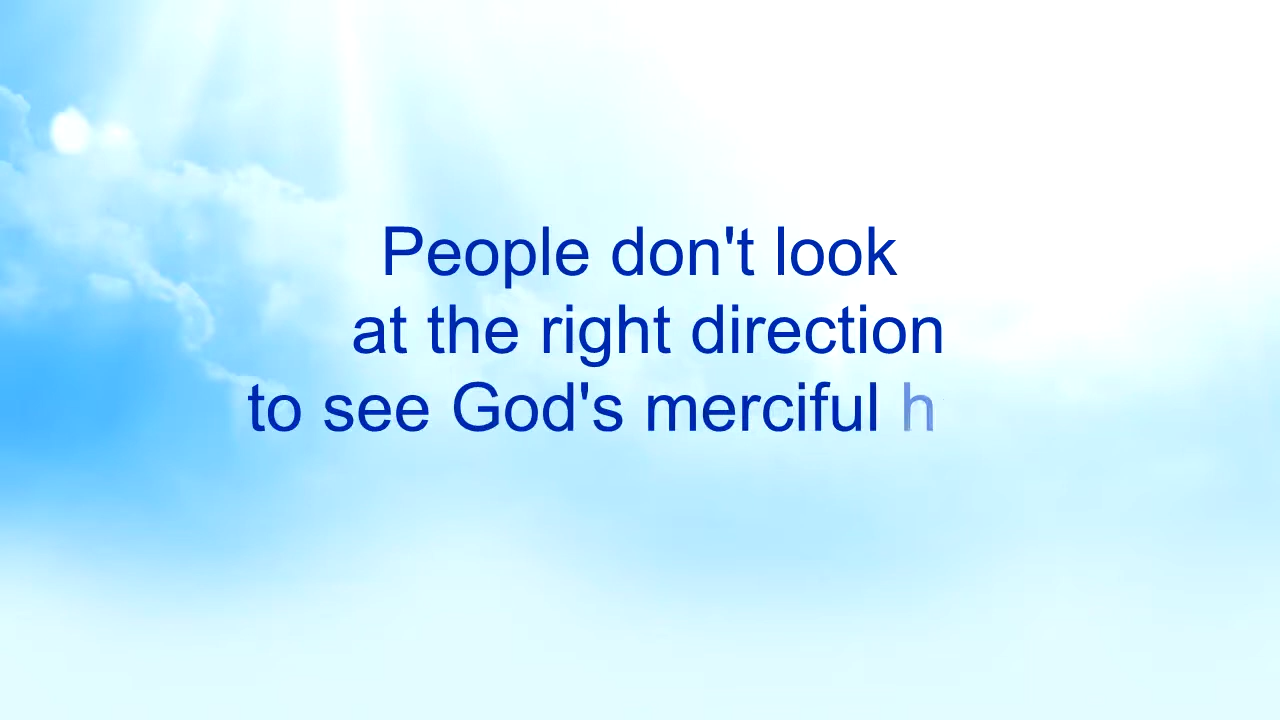 People don't look
at the right direction
to see God's merciful h